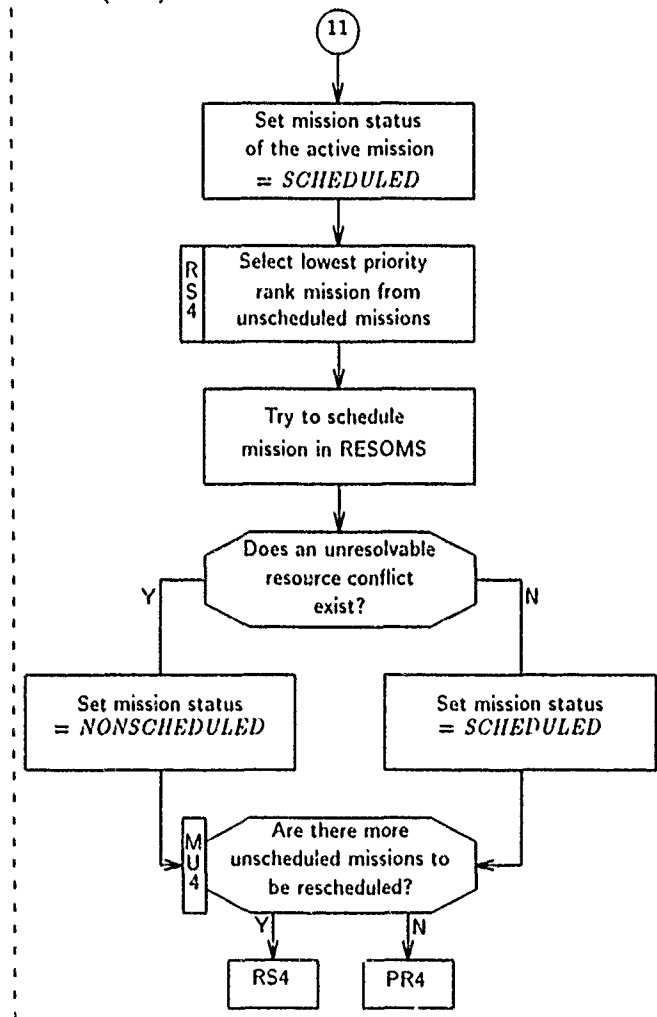 11
Set mission status
of the active mission
= SCHEDULED
RS4
Select lowest priority
rank mission from
unscheduled missions
Try to schedule
mission in RESOMS
Does an unresolvable
resource conflict
exist?
Y
N
Set mission status
= NONSCHEDULED
Set mission status
= SCHEDULED
MU4
Are there more
unscheduled missions to
be rescheduled?
Y
N
RS4
PR4